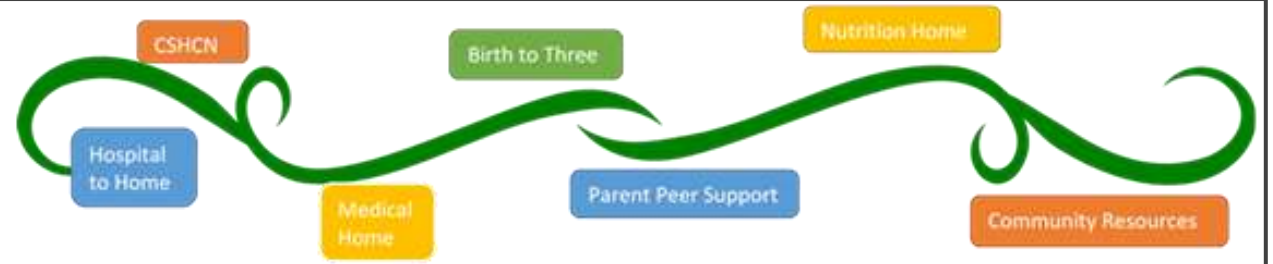 CSHCN
Hospital
to Home
Medical
Home
Birth to Three
Parent Peer Support
Nutrition Home
Community Resources